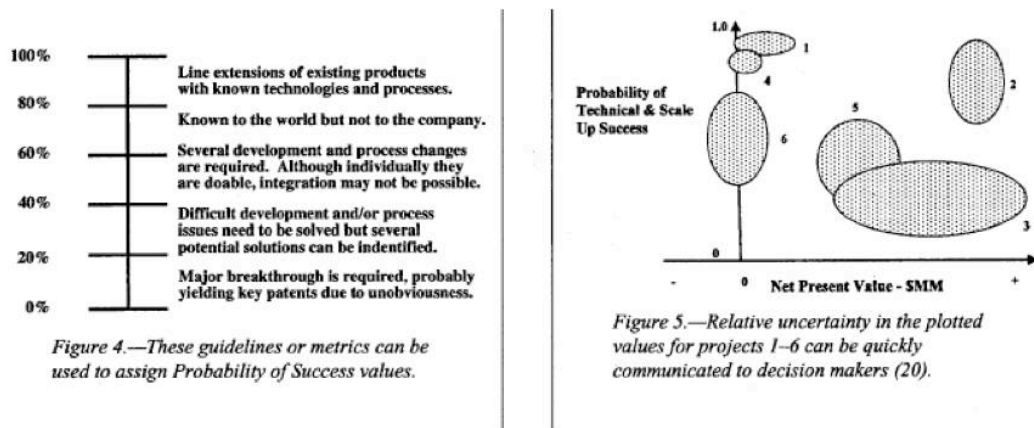 100%
Line extensions of existing products
with known technologies and processes.
80%
Known to the world but not to the company.
60%
Several development and process changes
are required. Although individually they
are doable, integration may not be possible.
40%
Difficult development and/or process
issues need to be solved but several
potential solutions can be indentified.
20%
Major breakthrough is required, probably
yielding key patents due to unobviousness.
0%
Figure 4.—These guidelines or metrics can be
used to assign Probability of Success values.
1.0
1
4
2
Probability of
Technical & Scale
Up Success
5
6
3
0
- 0 Net Present Value - $MM +
Figure 5.—Relative uncertainty in the plotted
values for projects 1–6 can be quickly
communicated to decision makers (20).